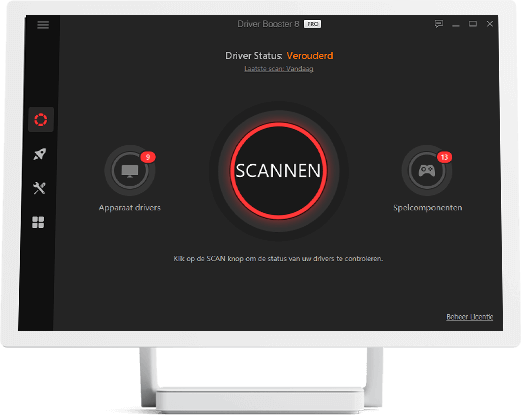 Driver Booster 8 PRO
Driver Status: Verouderd
Laatste scan: Vandaag
9
13
SCANNEN
Apparaat drivers
Spelcomponenten
Klik op de SCAN knop om de status van uw drivers te controleren.
Beheer Licentie